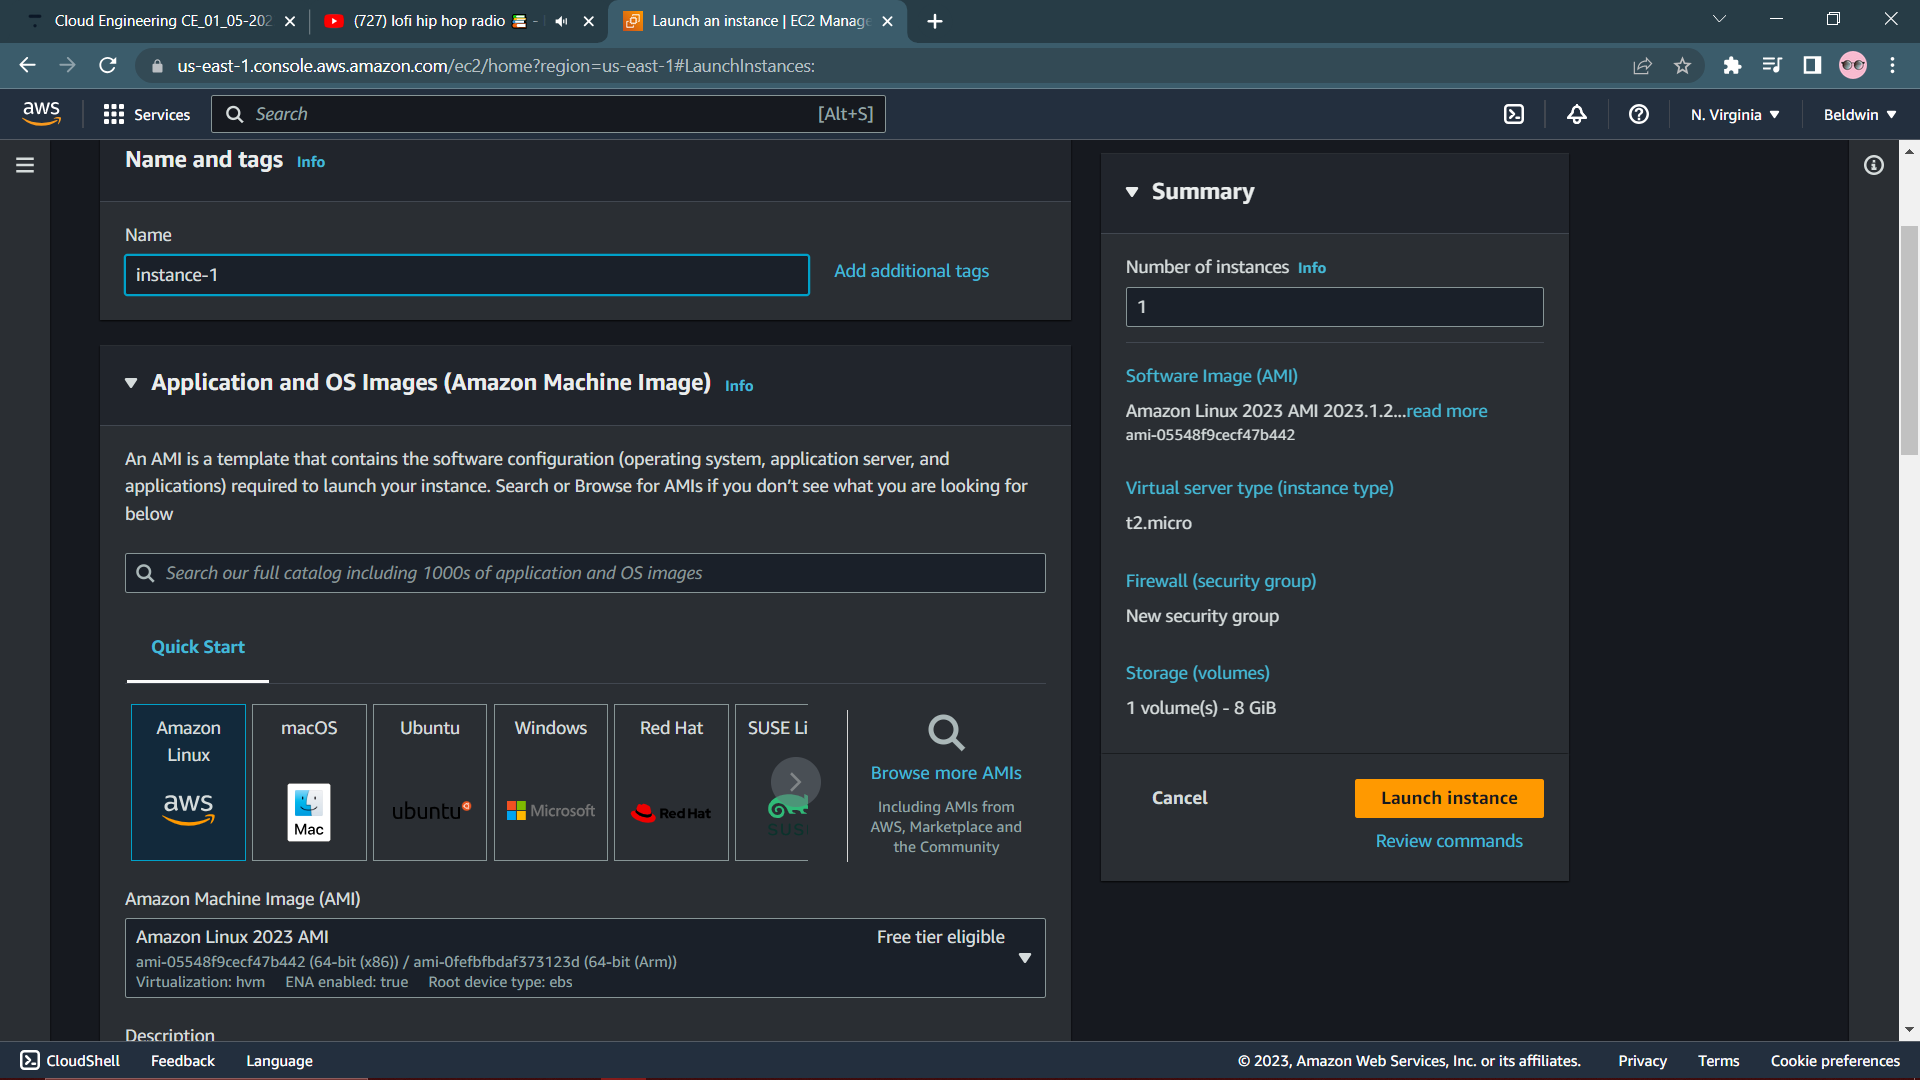 Cloud Engineering CE_01_05-202
(727) lofi hip hop radio
Launch an instance | EC2 Manage
us-east-1.console.aws.amazon.com/ec2/home?region=us-east-1#LaunchInstances:
aws
Services
Search
[Alt+S]
N. Virginia
Beldwin
Name and tags Info
Name
instance-1
Add additional tags
Application and OS Images (Amazon Machine Image) Info
An AMI is a template that contains the software configuration (operating system, application server, and
applications) required to launch your instance. Search or Browse for AMIs if you don’t see what you are looking for
below
Search our full catalog including 1000s of application and OS images
Quick Start
Amazon
Linux
aws
macOS
Mac
Ubuntu
ubuntu
Windows
Microsoft
Red Hat
Red Hat
SUSE Li
SUS
Browse more AMIs
Including AMIs from
AWS, Marketplace and
the Community
Amazon Machine Image (AMI)
Amazon Linux 2023 AMI
Free tier eligible
ami-05548f9cecf47b442 (64-bit (x86)) / ami-0fefbfbdaf373123d (64-bit (Arm))
Virtualization: hvm ENA enabled: true Root device type: ebs
Description
Summary
Number of instances Info
1
Software Image (AMI)
Amazon Linux 2023 AMI 2023.1.2...read more
ami-05548f9cecf47b442
Virtual server type (instance type)
t2.micro
Firewall (security group)
New security group
Storage (volumes)
1 volume(s) - 8 GiB
Cancel
Launch instance
Review commands
CloudShell
Feedback
Language
© 2023, Amazon Web Services, Inc. or its affiliates.
Privacy
Terms
Cookie preferences